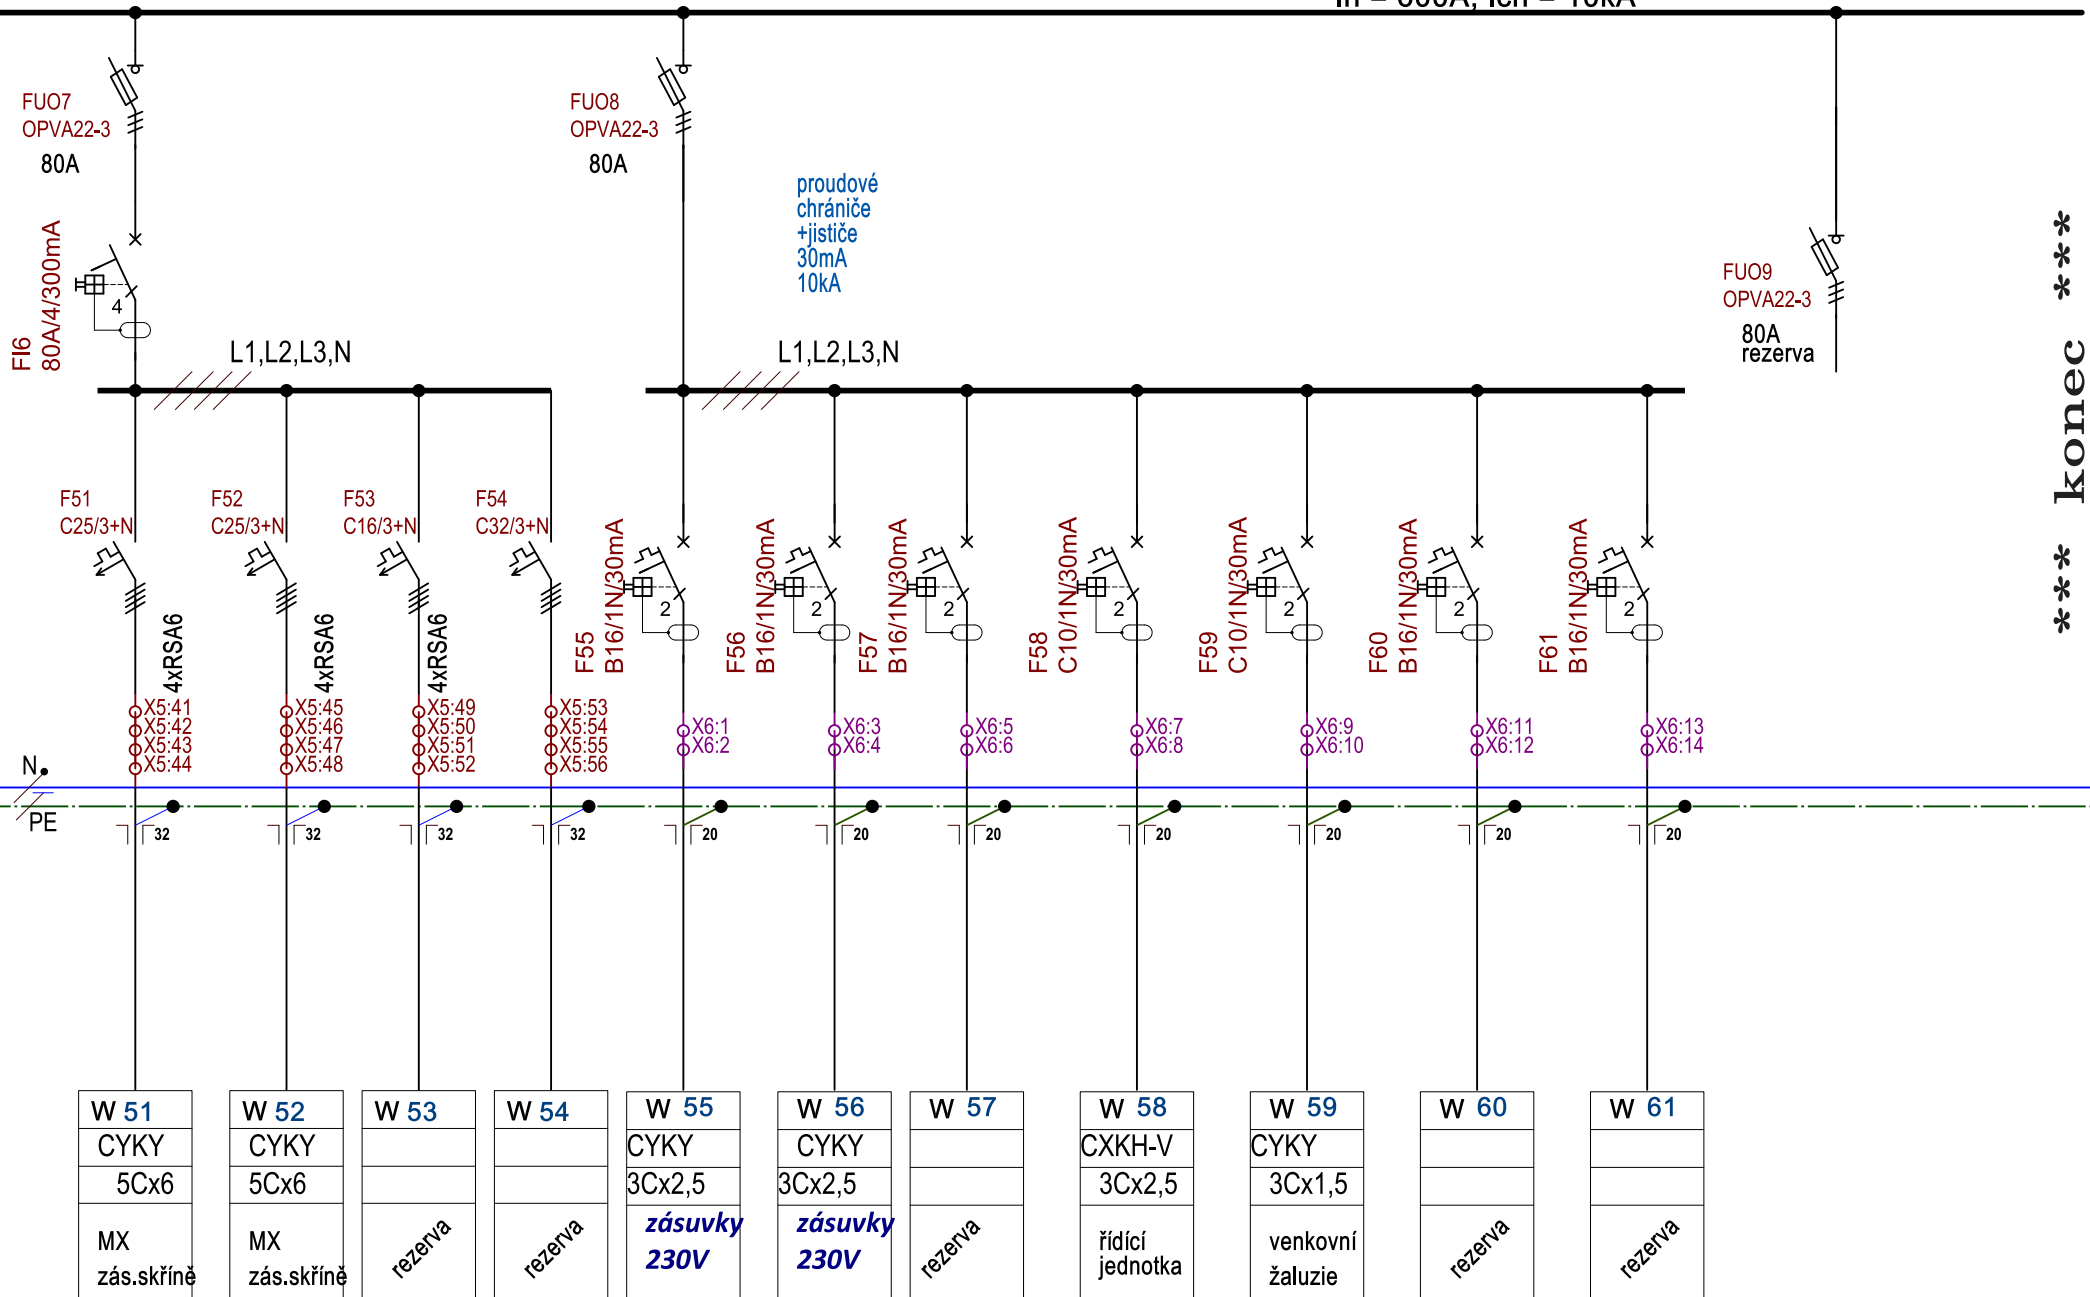 FUO7
OPVA22-3
80A
FI6
80A/4/300mA
4
L1,L2,L3,N
FUO8
OPVA22-3
80A
proudové
chrániče
+jističe
30mA
10kA
L1,L2,L3,N
FUO9
OPVA22-3
80A
rezerva
**** konec ****
F51
C25/3+N
F52
C25/3+N
F53
C16/3+N
F54
C32/3+N
F55
B16/1N/30mA
2
F56
B16/1N/30mA
2
F57
B16/1N/30mA
2
F58
C10/1N/30mA
2
F59
C10/1N/30mA
2
F60
B16/1N/30mA
2
F61
B16/1N/30mA
2
4xRSA6
4xRSA6
4xRSA6
X5:41
X5:42
X5:43
X5:44
X5:45
X5:46
X5:47
X5:48
X5:49
X5:50
X5:51
X5:52
X5:53
X5:54
X5:55
X5:56
X6:1
X6:2
X6:3
X6:4
X6:5
X6:6
X6:7
X6:8
X6:9
X6:10
X6:11
X6:12
X6:13
X6:14
N
PE
32
32
32
32
20
20
20
20
20
20
20
W 51
CYKY
5Cx6
MX
zás.skříně
W 52
CYKY
5Cx6
MX
zás.skříně
W 53
rezerva
W 54
rezerva
W 55
CYKY
3Cx2,5
zásuvky
230V
W 56
CYKY
3Cx2,5
zásuvky
230V
W 57
rezerva
W 58
CXKH-V
3Cx2,5
řídící
jednotka
W 59
CYKY
3Cx1,5
venkovní
žaluzie
W 60
rezerva
W 61
rezerva